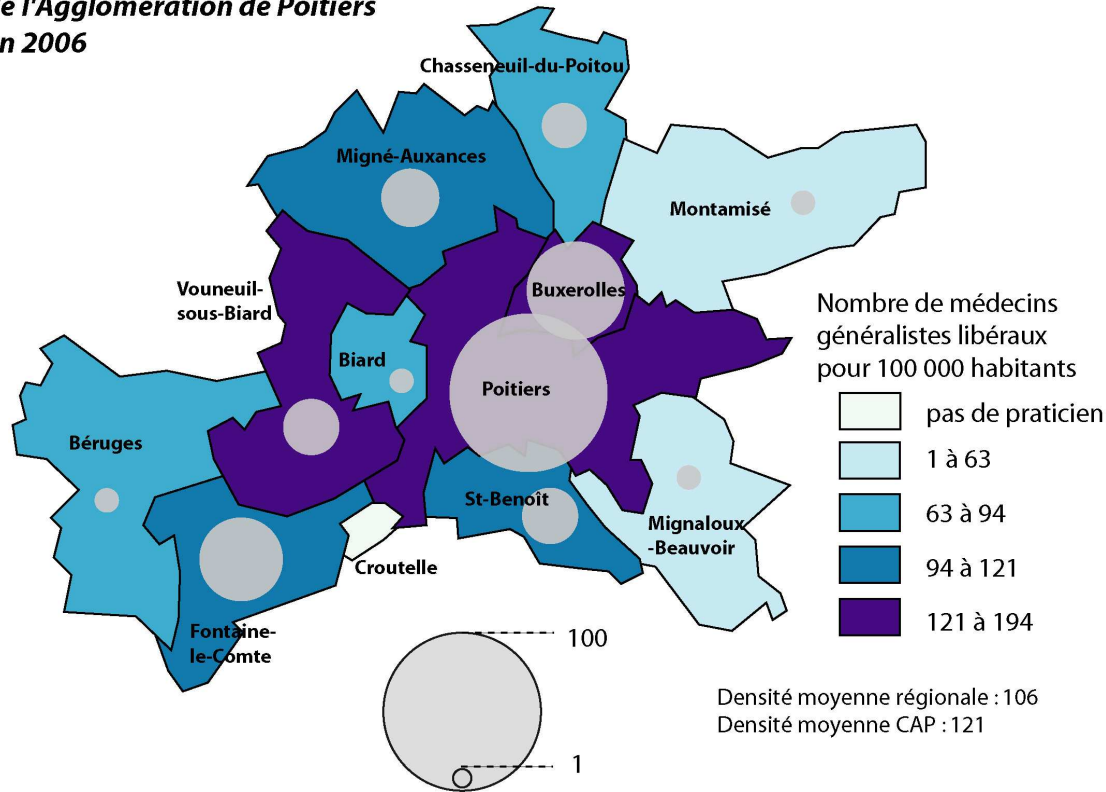 l'Agglomération de Poitiers
2006
Chasseneuil-du-Poitou
Migné-Auxances
Montamisé
Vouneuil-
sous-Biard
Buxerolles
Biard
Poitiers
Béruges
St-Benoît
Mignaloux
-Beauvoir
Croutelle
Fontaine-
le-Comte
Nombre de médecins
généralistes libéraux
pour 100 000 habitants
pas de praticien
1 à 63
63 à 94
94 à 121
121 à 194
100
1
Densité moyenne régionale : 106
Densité moyenne CAP : 121